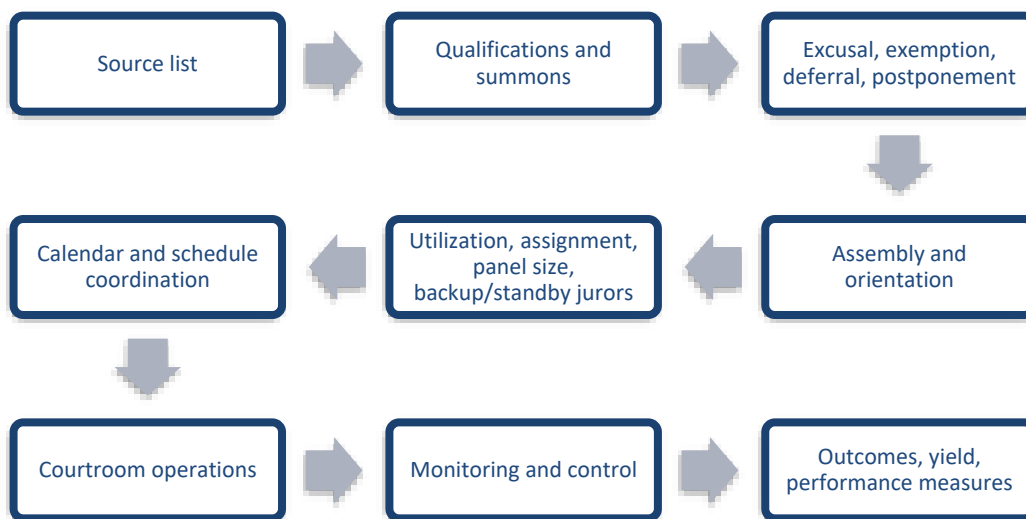 Source list
Qualifications and
summons
Excusal, exemption,
deferral, postponement
Assembly and
orientation
Utilization, assignment,
panel size,
backup/standby jurors
Calendar and schedule
coordination
Courtroom operations
Monitoring and control
Outcomes, yield,
performance measures